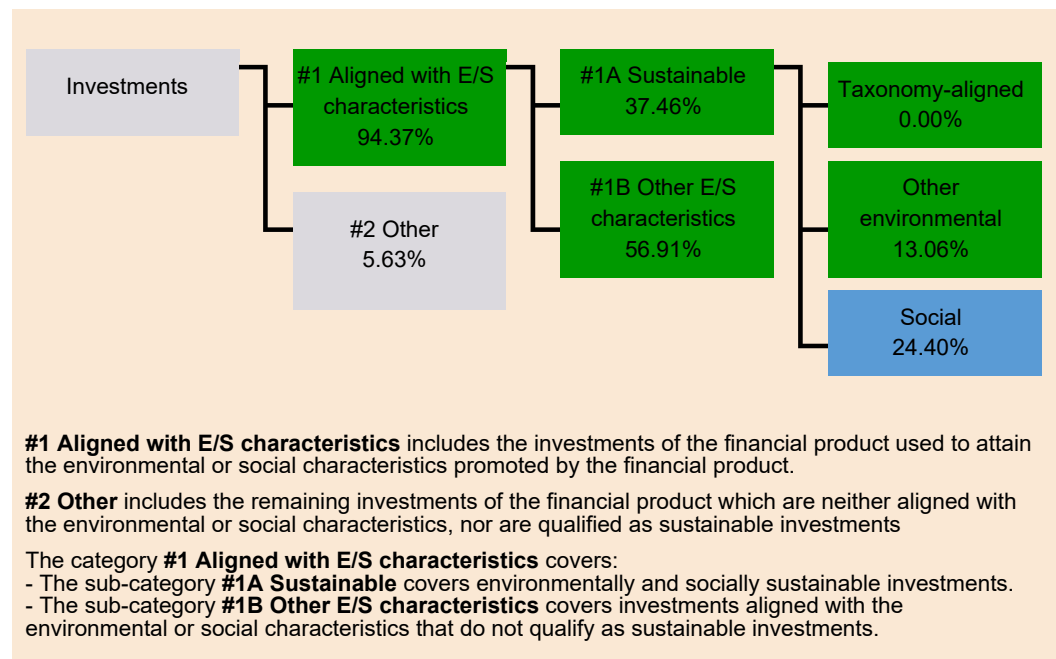 Investments
#1 Aligned with E/S
characteristics
94.37%
#2 Other
5.63%
#1A Sustainable
37.46%
#1B Other E/S
characteristics
56.91%
Taxonomy-aligned
0.00%
Other
environmental
13.06%
Social
24.40%
#1 Aligned with E/S characteristics includes the investments of the financial product used to attain
the environmental or social characteristics promoted by the financial product.
#2 Other includes the remaining investments of the financial product which are neither aligned with
the environmental or social characteristics, nor are qualified as sustainable investments
The category #1 Aligned with E/S characteristics covers:
- The sub-category #1A Sustainable covers environmentally and socially sustainable investments.
- The sub-category #1B Other E/S characteristics covers investments aligned with the
environmental or social characteristics that do not qualify as sustainable investments.